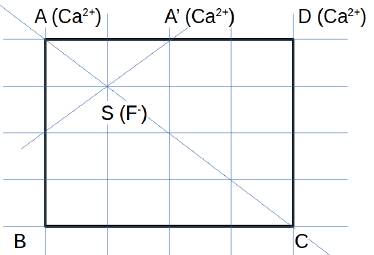 A (Ca²⁺) A’ (Ca²⁺) D (Ca²⁺)
S (F⁻)
B C